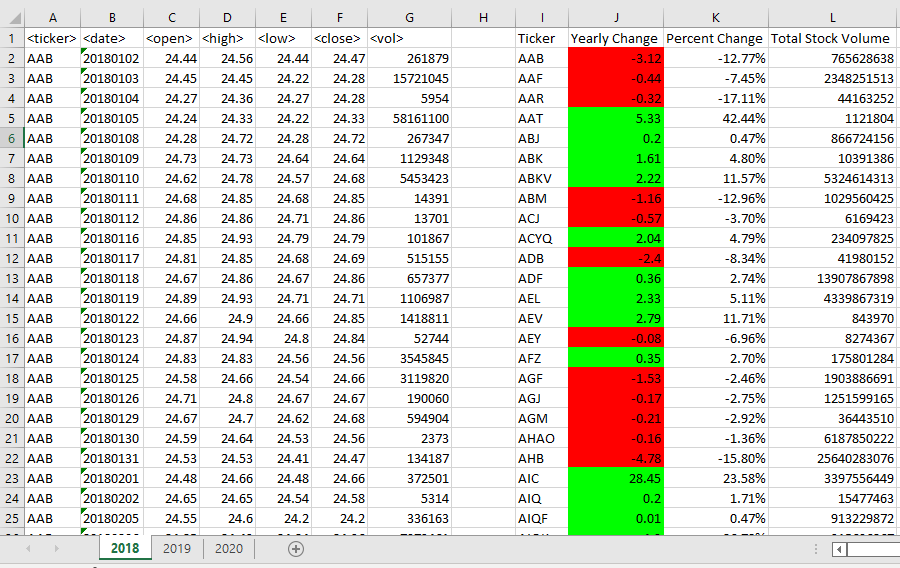 A B C D E F G H I J K L
1 <ticker> <date> <open> <high> <low> <close> <vol> Ticker Yearly Change Percent Change Total Stock Volume
2 AAB 20180102 24.44 24.56 24.44 24.47 261879 AAB -3.12 -12.77% 765628638
3 AAB 20180103 24.45 24.45 24.22 24.28 15721045 AAF -0.44 -7.45% 2348251513
4 AAB 20180104 24.27 24.36 24.27 24.28 5954 AAR -0.32 -17.11% 44163252
5 AAB 20180105 24.24 24.33 24.22 24.33 58161100 AAT 5.33 42.44% 1121804
6 AAB 20180108 24.28 24.72 24.28 24.72 267347 ABJ 0.2 0.47% 866724156
7 AAB 20180109 24.73 24.73 24.64 24.64 1129348 ABK 1.61 4.80% 10391386
8 AAB 20180110 24.62 24.78 24.57 24.68 5453423 ABKV 2.22 11.57% 5324614313
9 AAB 20180111 24.68 24.85 24.68 24.85 14391 ABM -1.16 -12.96% 1029560425
10 AAB 20180112 24.86 24.86 24.71 24.86 13701 ACJ -0.57 -3.70% 6169423
11 AAB 20180116 24.85 24.93 24.79 24.79 101867 ACYQ 2.04 4.79% 234097825
12 AAB 20180117 24.81 24.85 24.68 24.69 515155 ADB -2.4 -8.34% 41980152
13 AAB 20180118 24.67 24.86 24.67 24.86 657377 ADF 0.36 2.74% 13907867898
14 AAB 20180119 24.89 24.93 24.71 24.71 1106987 AEL 2.33 5.11% 4339867319
15 AAB 20180122 24.66 24.9 24.66 24.85 1418811 AEV 2.79 11.71% 843970
16 AAB 20180123 24.87 24.94 24.8 24.84 52744 AEY -0.08 -6.96% 8274367
17 AAB 20180124 24.83 24.83 24.56 24.56 3545845 AFZ 0.35 2.70% 175801284
18 AAB 20180125 24.58 24.66 24.54 24.66 3119820 AGF -1.53 -2.46% 1903886691
19 AAB 20180126 24.71 24.8 24.67 24.67 190060 AGJ -0.17 -2.75% 1251599165
20 AAB 20180129 24.67 24.7 24.62 24.68 594904 AGM -0.21 -2.92% 36443510
21 AAB 20180130 24.59 24.64 24.53 24.56 2373 AHAO -0.16 -1.36% 6187850222
22 AAB 20180131 24.53 24.53 24.41 24.47 134187 AHB -4.78 -15.80% 25640283076
23 AAB 20180201 24.48 24.66 24.48 24.66 372501 AIC 28.45 23.58% 3397556449
24 AAB 20180202 24.65 24.65 24.54 24.58 5314 AIQ 0.2 1.71% 15477463
25 AAB 20180205 24.55 24.6 24.2 24.2 336163 AIQF 0.01 0.47% 913229872
2018 2019 2020